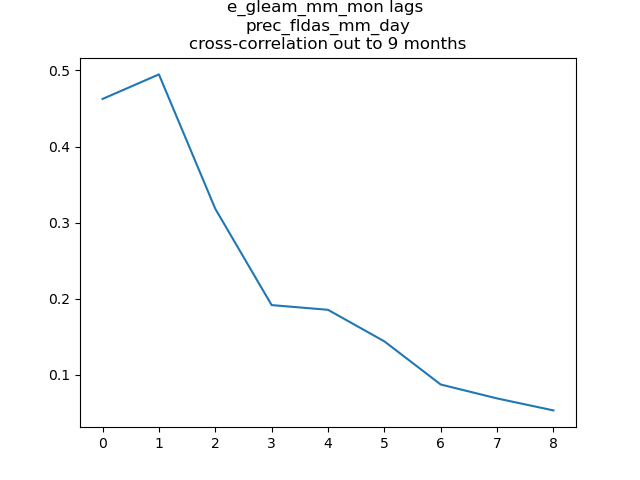 e_gleam_mm_mon lags
prec_fldas_mm_day
cross-correlation out to 9 months
0.5
0.4
0.3
0.2
0.1
0 1 2 3 4 5 6 7 8